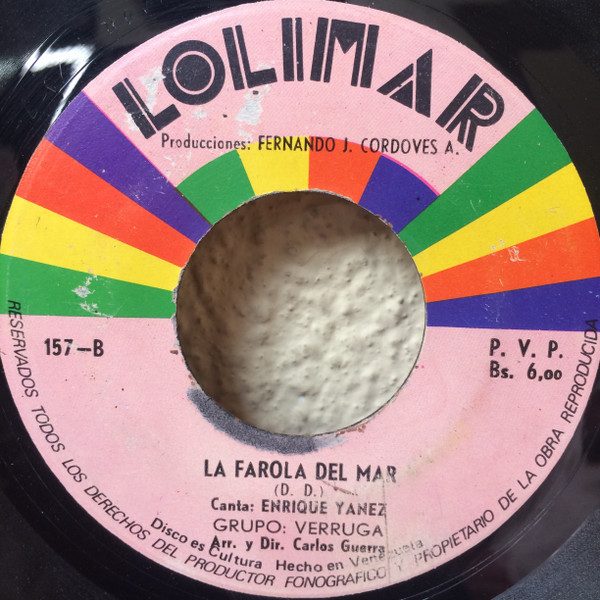 LOLIMAR
Producciones: FERNANDO J. CORDOVES A.
157-B
P. V. P.
Bs. 6,00
LA FAROLA DEL MAR
(D. D.)
Canta: ENRIQUE YANEZ
GRUPO: VERRUGA
Arr. y Dir. Carlos Guerra
Disco es Cultura Hecho en Venezuela
RESERVADOS TODOS LOS DERECHOS DEL PRODUCTOR FONOGRAFICO Y PROPIETARIO DE LA OBRA REPRODUCIDA